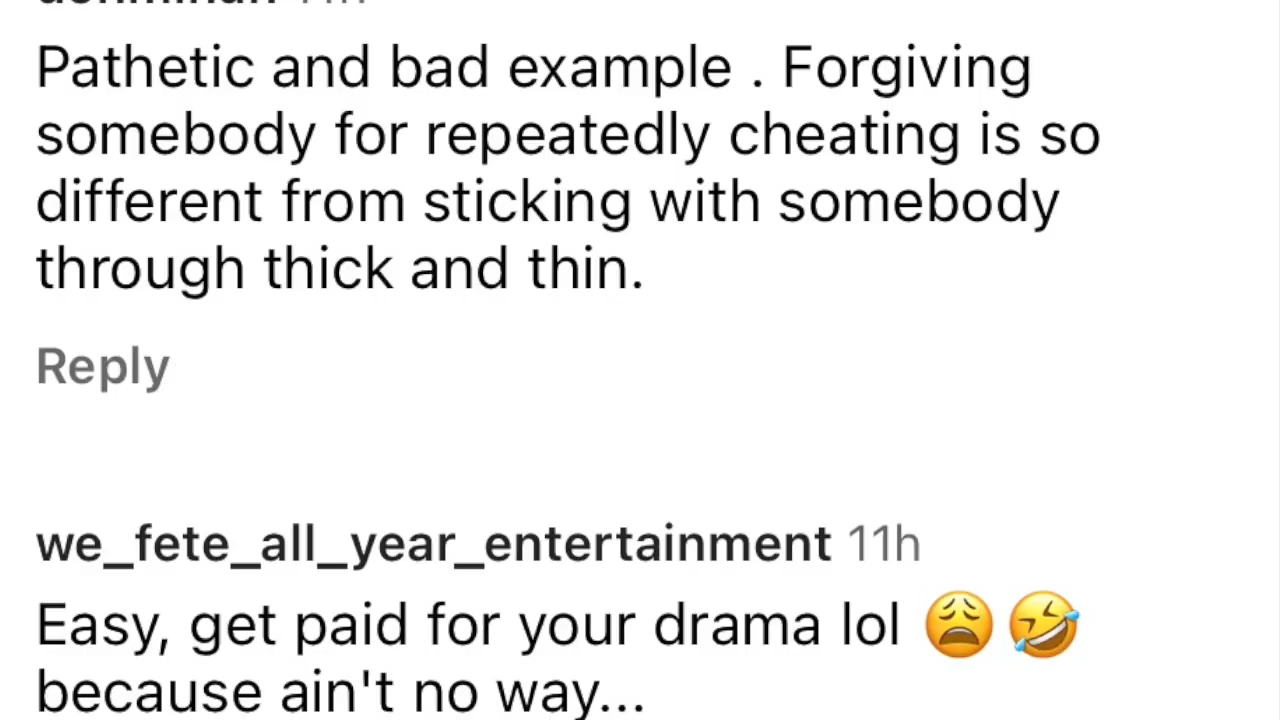 Pathetic and bad example . Forgiving
somebody for repeatedly cheating is so
different from sticking with somebody
through thick and thin.
Reply
we_fete_all_year_entertainment 11h
Easy, get paid for your drama lol 😩🤣
because ain't no way...